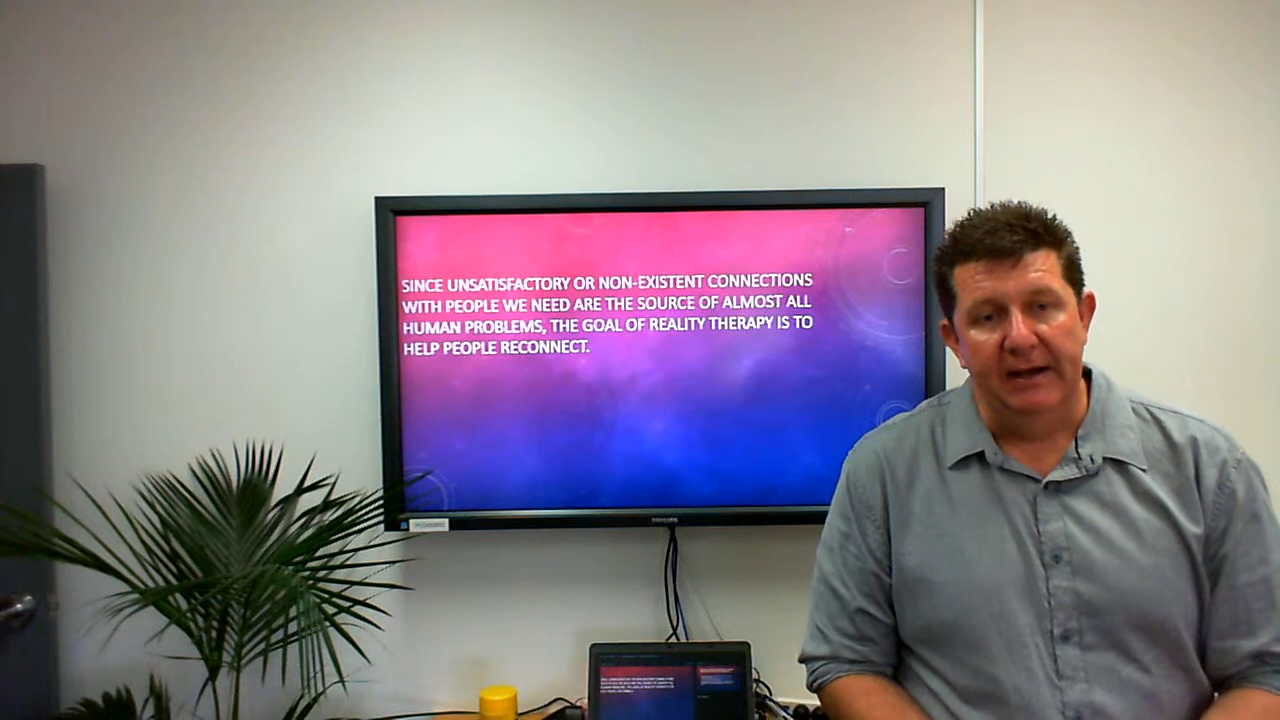 SINCE UNSATISFACTORY OR NON-EXISTENT CONNECTIONS
WITH PEOPLE WE NEED ARE THE SOURCE OF ALMOST ALL
HUMAN PROBLEMS, THE GOAL OF REALITY THERAPY IS TO
HELP PEOPLE RECONNECT.
PHILIPS